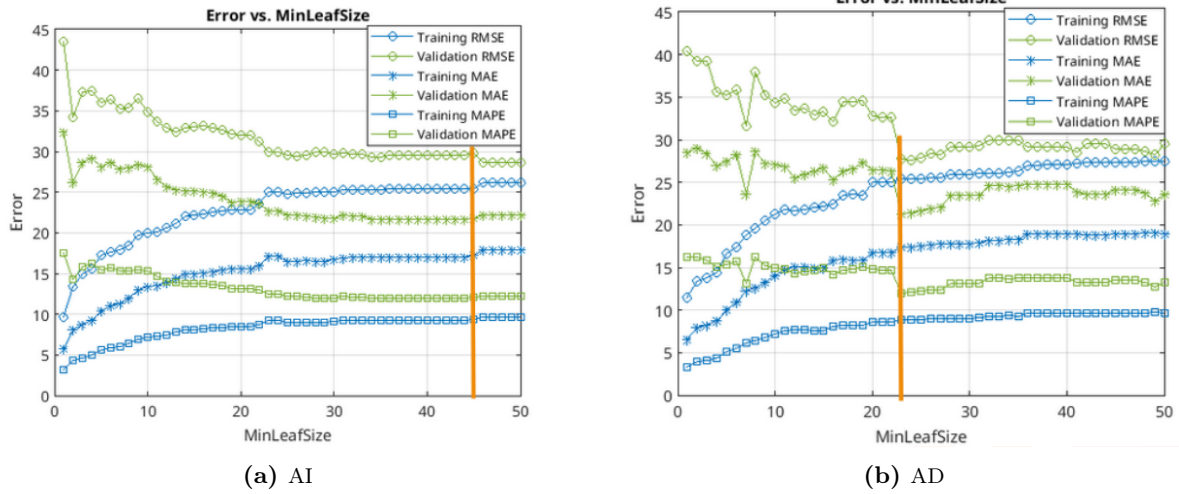 Error vs. MinLeafSize
45
40
35
30
25
20
15
10
5
0
Error
0
10
20
30
40
50
MinLeafSize
Training RMSE
Validation RMSE
Training MAE
Validation MAE
Training MAPE
Validation MAPE
(a) AI
Error vs. MinLeafSize
45
40
35
30
25
20
15
10
5
0
Error
0
10
20
30
40
50
MinLeafSize
Training RMSE
Validation RMSE
Training MAE
Validation MAE
Training MAPE
Validation MAPE
(b) AD